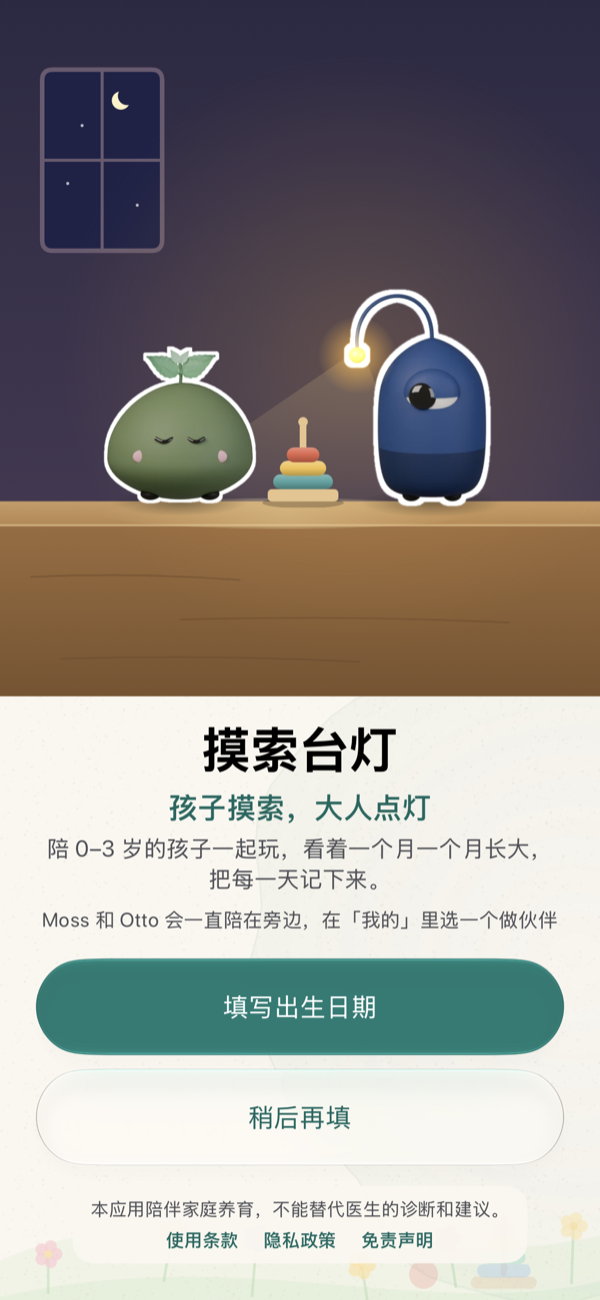 摸索台灯
孩子摸索，大人点灯
陪 0–3 岁的孩子一起玩，看着一个月一个月长大，
把每一天记下来。
Moss 和 Otto 会一直陪在旁边，在「我的」里选一个做伙伴
填写出生日期
稍后再填
本应用陪伴家庭养育，不能替代医生的诊断和建议。
使用条款 隐私政策 免责声明